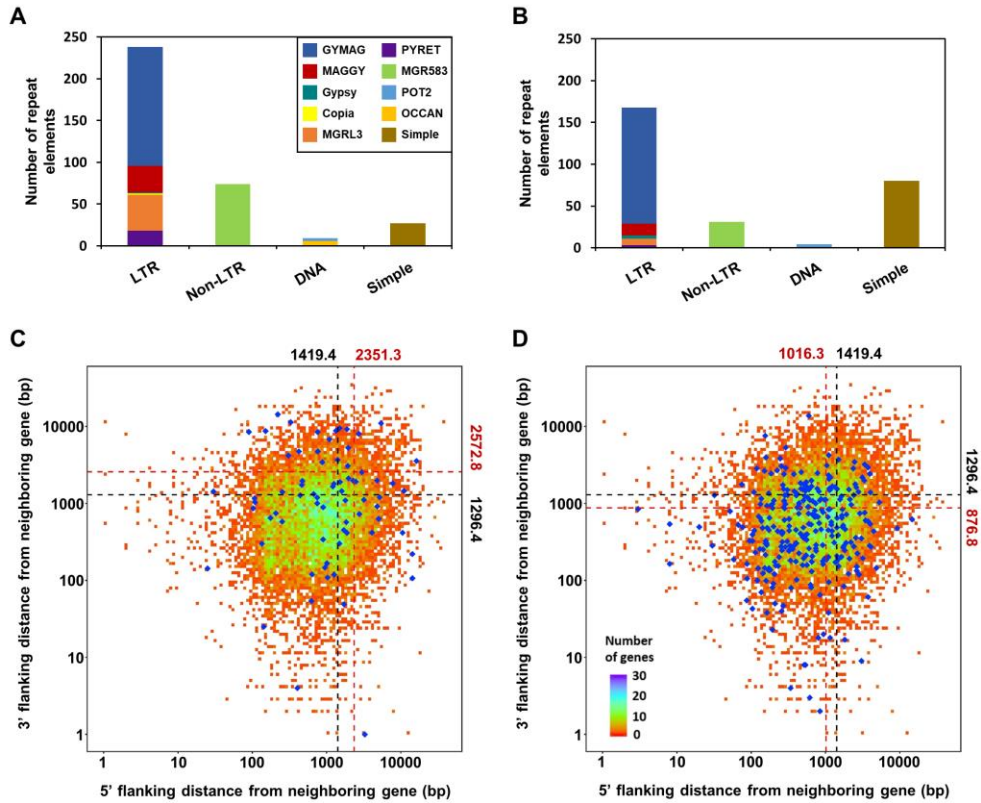 A
Number of repeat
elements
250
200
150
100
50
0
GYMAG
MAGGY
Gypsy
Copia
MGRL3
PYRET
MGR583
POT2
OCCAN
Simple
LTR
Non-LTR
DNA
Simple
B
Number of repeat
elements
250
200
150
100
50
0
LTR
Non-LTR
DNA
Simple
C
1419.4
2351.3
3' flanking distance from neighboring gene (bp)
10000
1000
100
10
1
2572.8
1296.4
1
10
100
1000
10000
5' flanking distance from neighboring gene (bp)
D
1016.3
1419.4
3' flanking distance from neighboring gene (bp)
10000
1000
100
10
1
1296.4
876.8
Number
of genes
30
20
10
0
1
10
100
1000
10000
5' flanking distance from neighboring gene (bp)